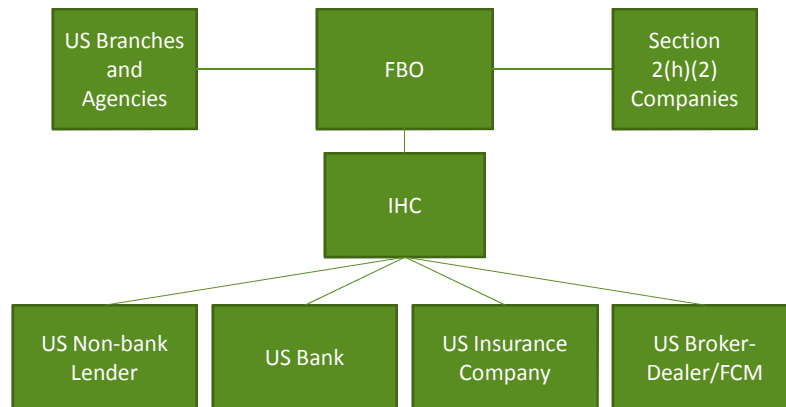 US Branches
and
Agencies
FBO
Section
2(h)(2)
Companies
IHC
US Non-bank
Lender
US Bank
US Insurance
Company
US Broker-
Dealer/FCM